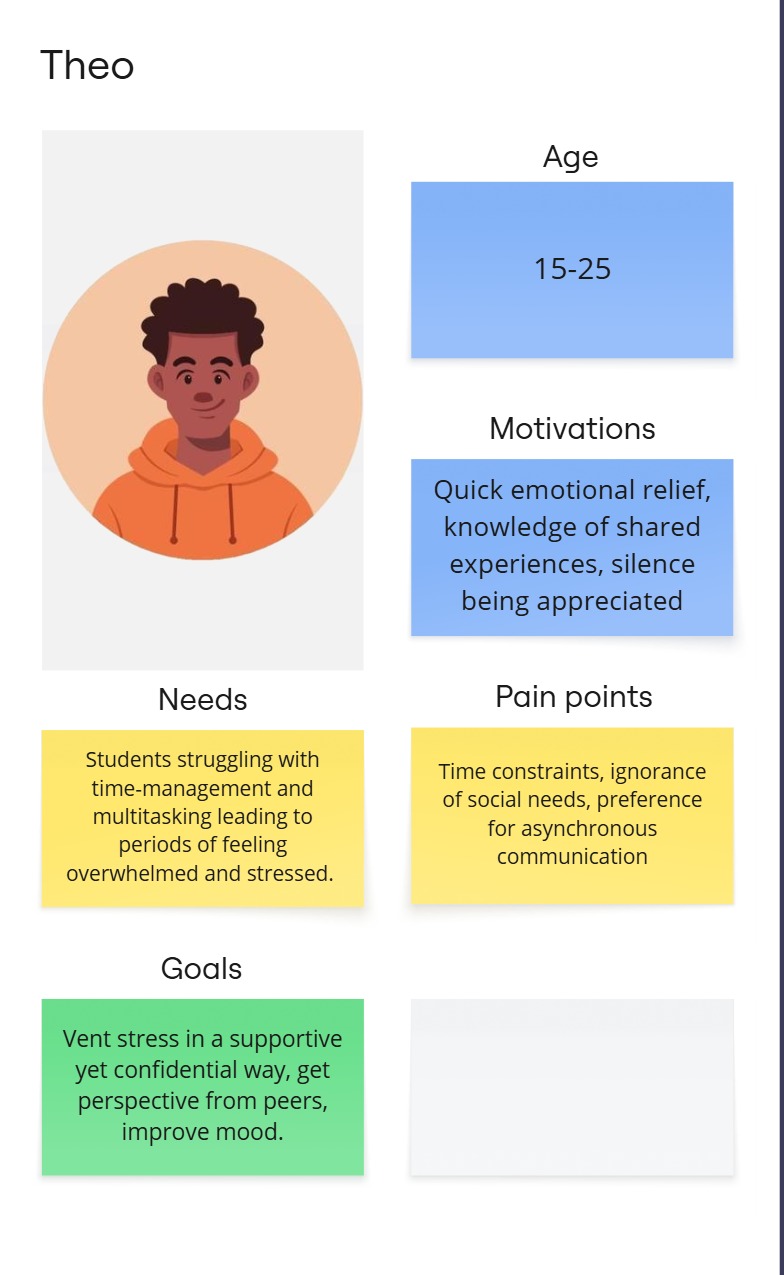 Theo
Age
15-25
Motivations
Quick emotional relief,
knowledge of shared
experiences, silence
being appreciated
Needs
Students struggling with
time-management and
multitasking leading to
periods of feeling
overwhelmed and stressed.
Pain points
Time constraints, ignorance
of social needs, preference
for asynchronous
communication
Goals
Vent stress in a supportive
yet confidential way, get
perspective from peers,
improve mood.